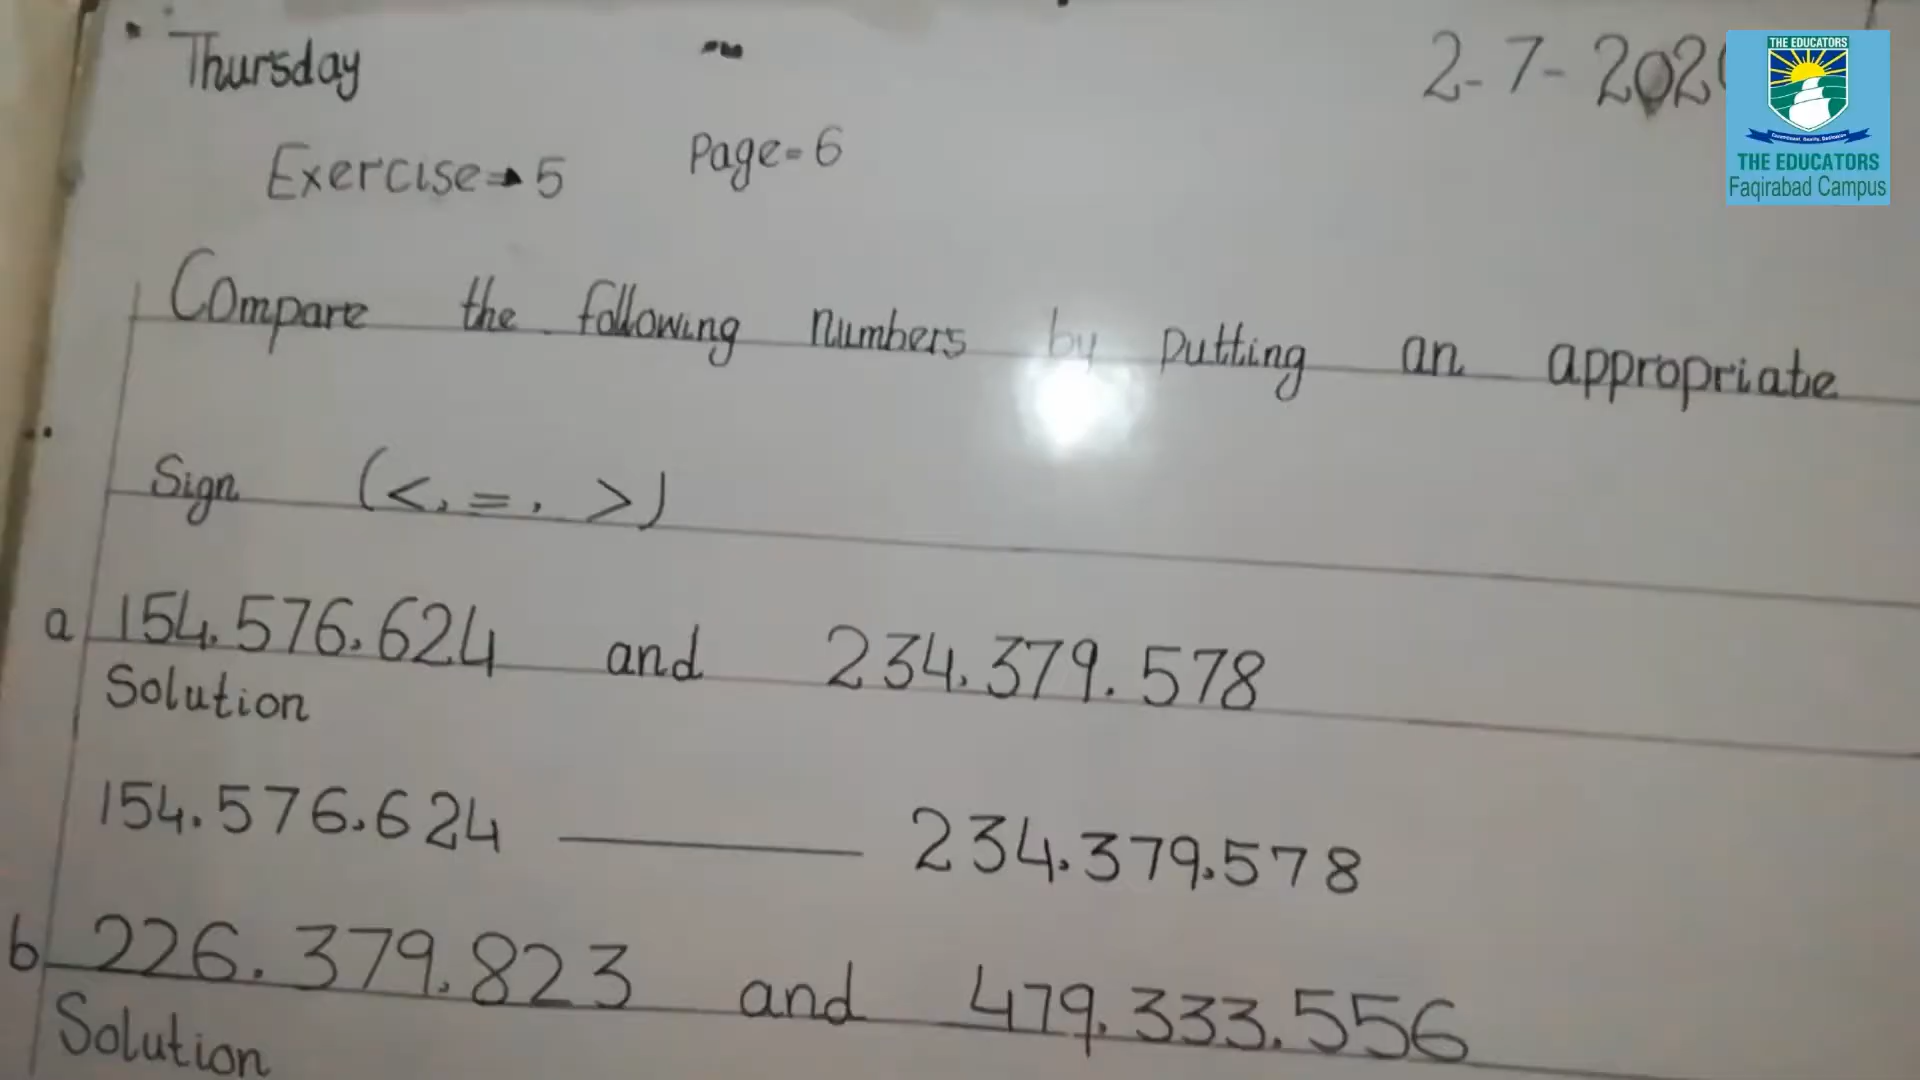 Thursday
2-7-202
THE EDUCATORS
THE EDUCATORS
Faqirabad Campus
Exercise→5 Page=6
Compare the following numbers by putting an appropriate
Sign (<, =, >)
a 154,576,624 and 234,379,578
Solution
154,576,624 ——— 234,379,578
b 226,379,823 and 479,333,556
Solution